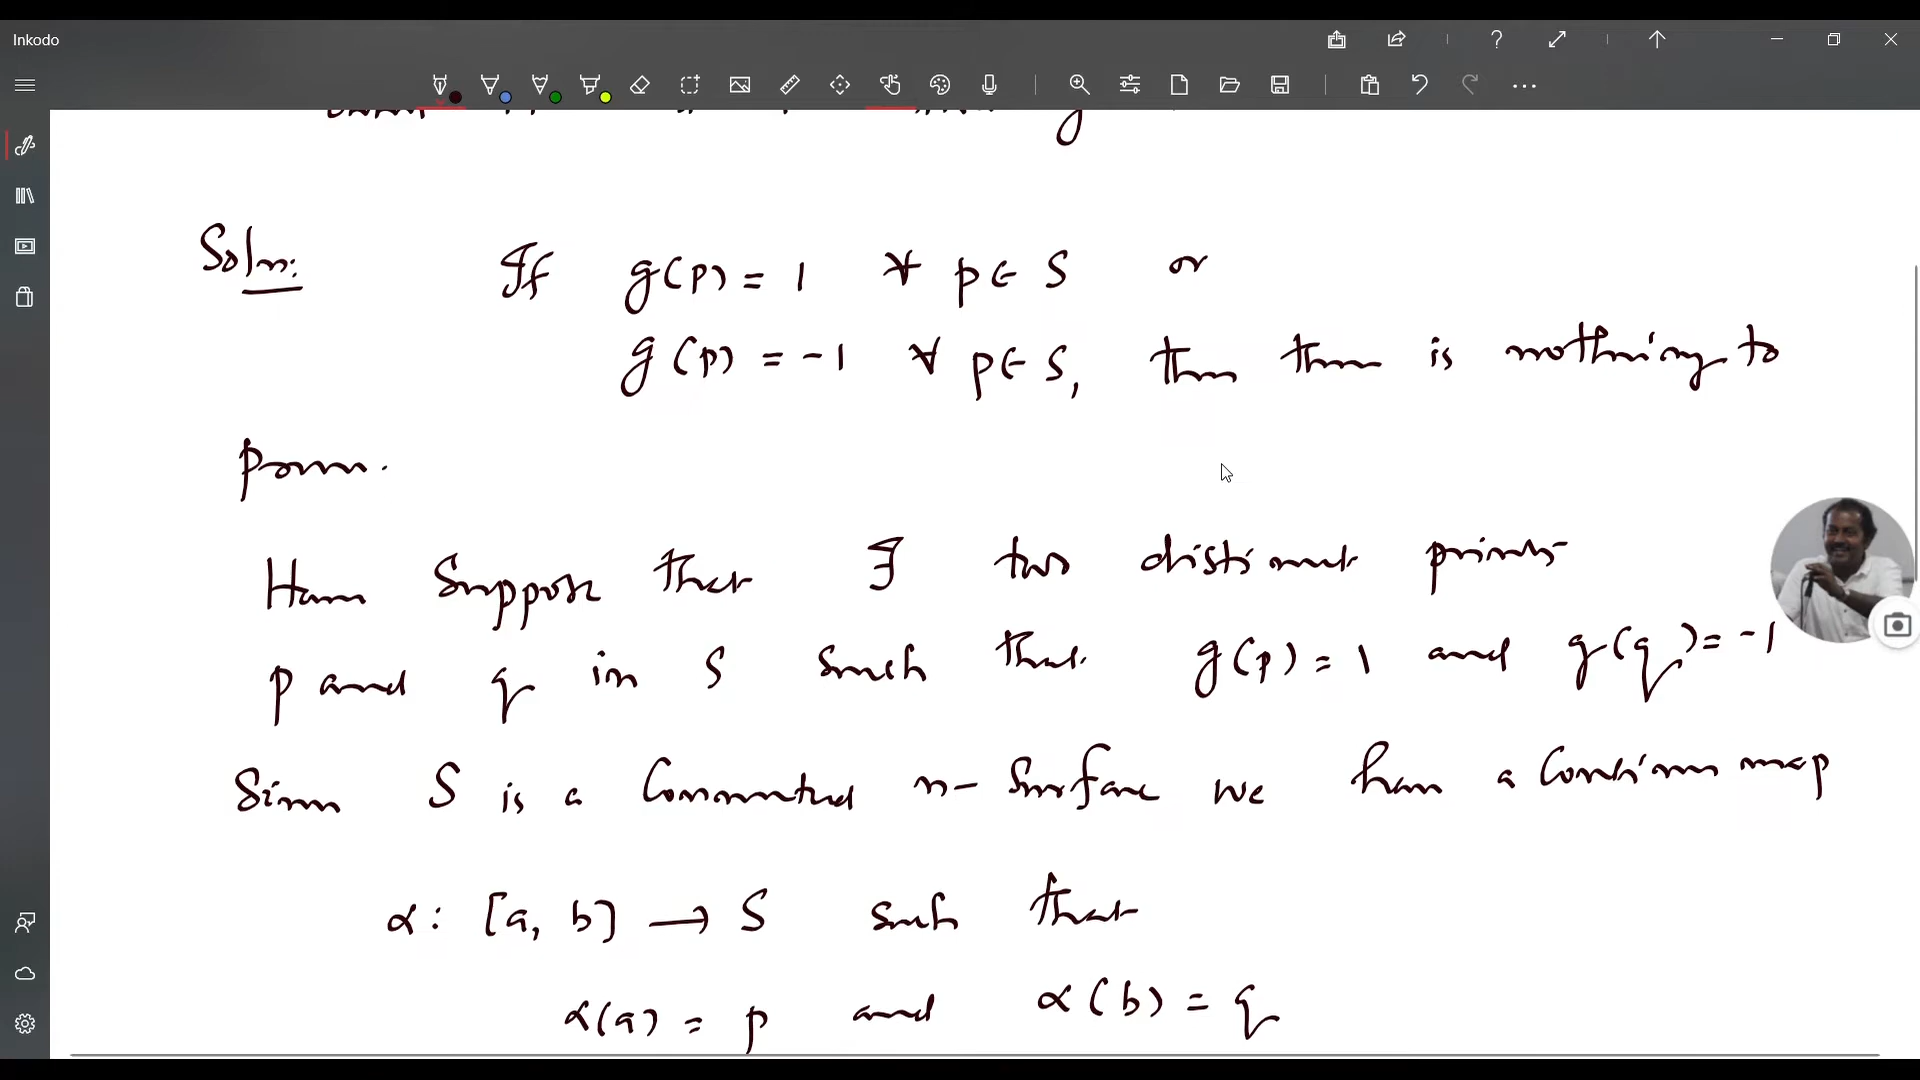 Inkodo
Soln: If g(p) = 1 ∀ p ∈ S or
g(p) = -1 ∀ p ∈ S, then there is nothing to
prove.
Hence suppose that ∃ two distinct points
p and q in S such that g(p) = 1 and g(q) = -1
Since S is a Connected n-Surface we have a Continuous map
α: [a, b] → S such that
α(a) = p and α(b) = q